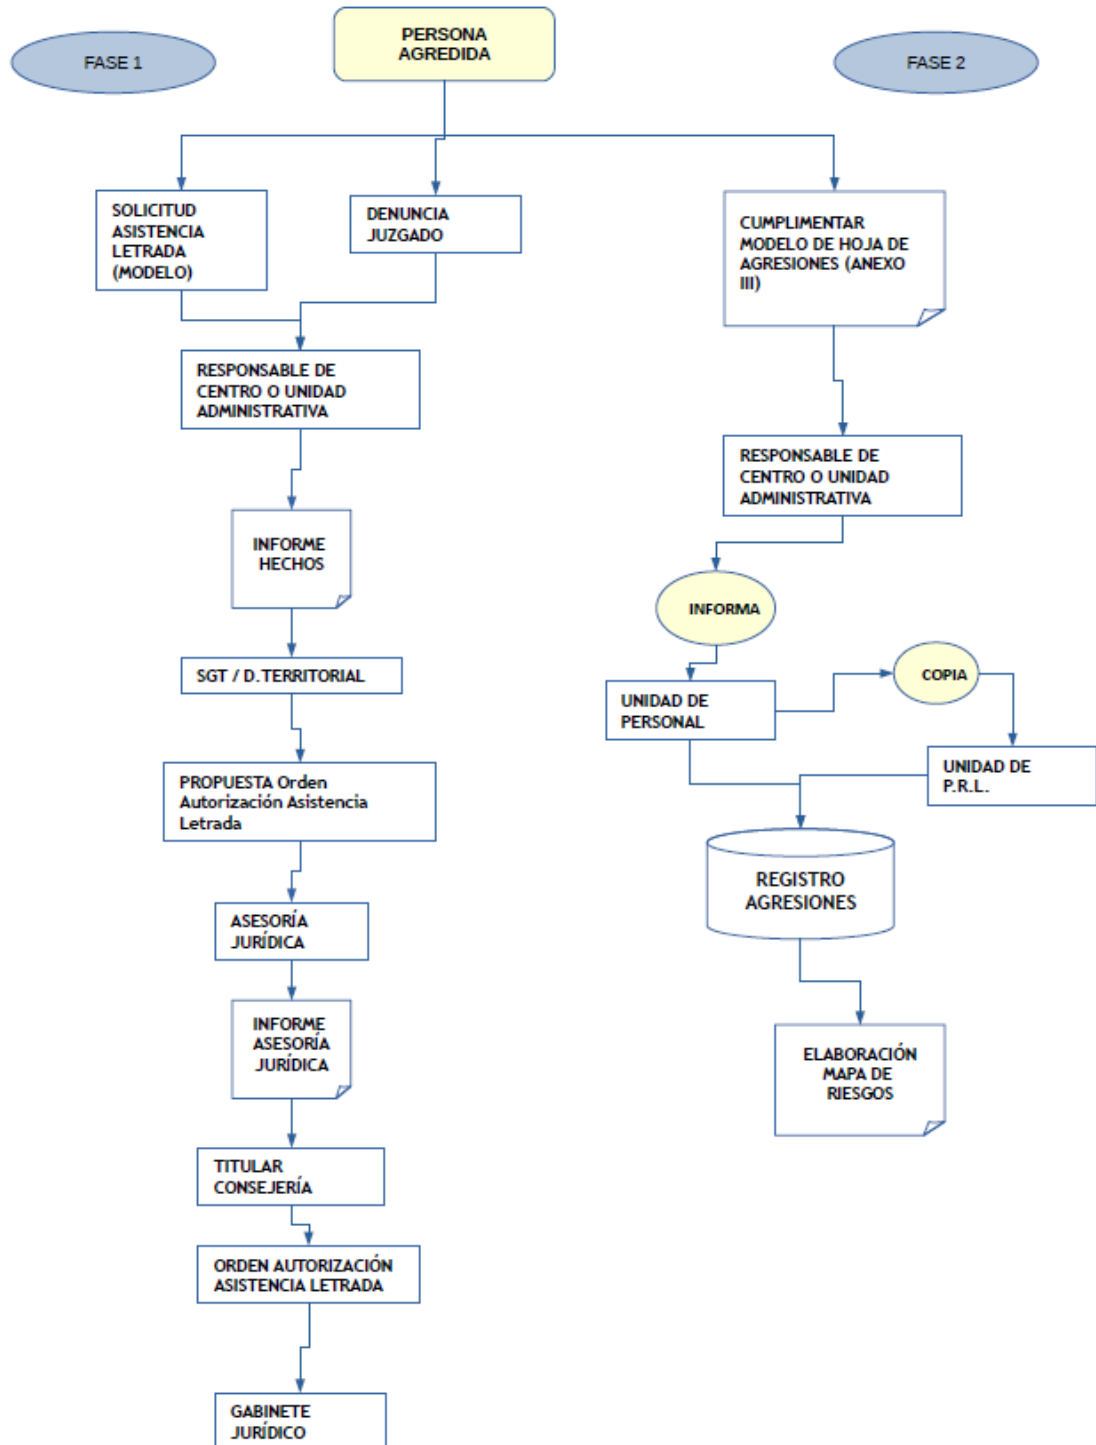 PERSONA
AGREDIDA
FASE 1
FASE 2
SOLICITUD
ASISTENCIA
LETRADA
(MODELO)
DENUNCIA
JUZGADO
CUMPLIMENTAR
MODELO DE HOJA DE
AGRESIONES (ANEXO
III)
RESPONSABLE DE
CENTRO O UNIDAD
ADMINISTRATIVA
INFORME
HECHOS
SGT / D.TERRITORIAL
PROPUESTA Orden
Autorización Asistencia
Letrada
ASESORÍA
JURÍDICA
INFORME
ASESORÍA
JURÍDICA
TITULAR
CONSEJERÍA
ORDEN AUTORIZACIÓN
ASISTENCIA LETRADA
GABINETE
JURÍDICO
RESPONSABLE DE
CENTRO O UNIDAD
ADMINISTRATIVA
INFORMA
UNIDAD DE
PERSONAL
COPIA
UNIDAD DE
P.R.L.
REGISTRO
AGRESIONES
ELABORACIÓN
MAPA DE
RIESGOS